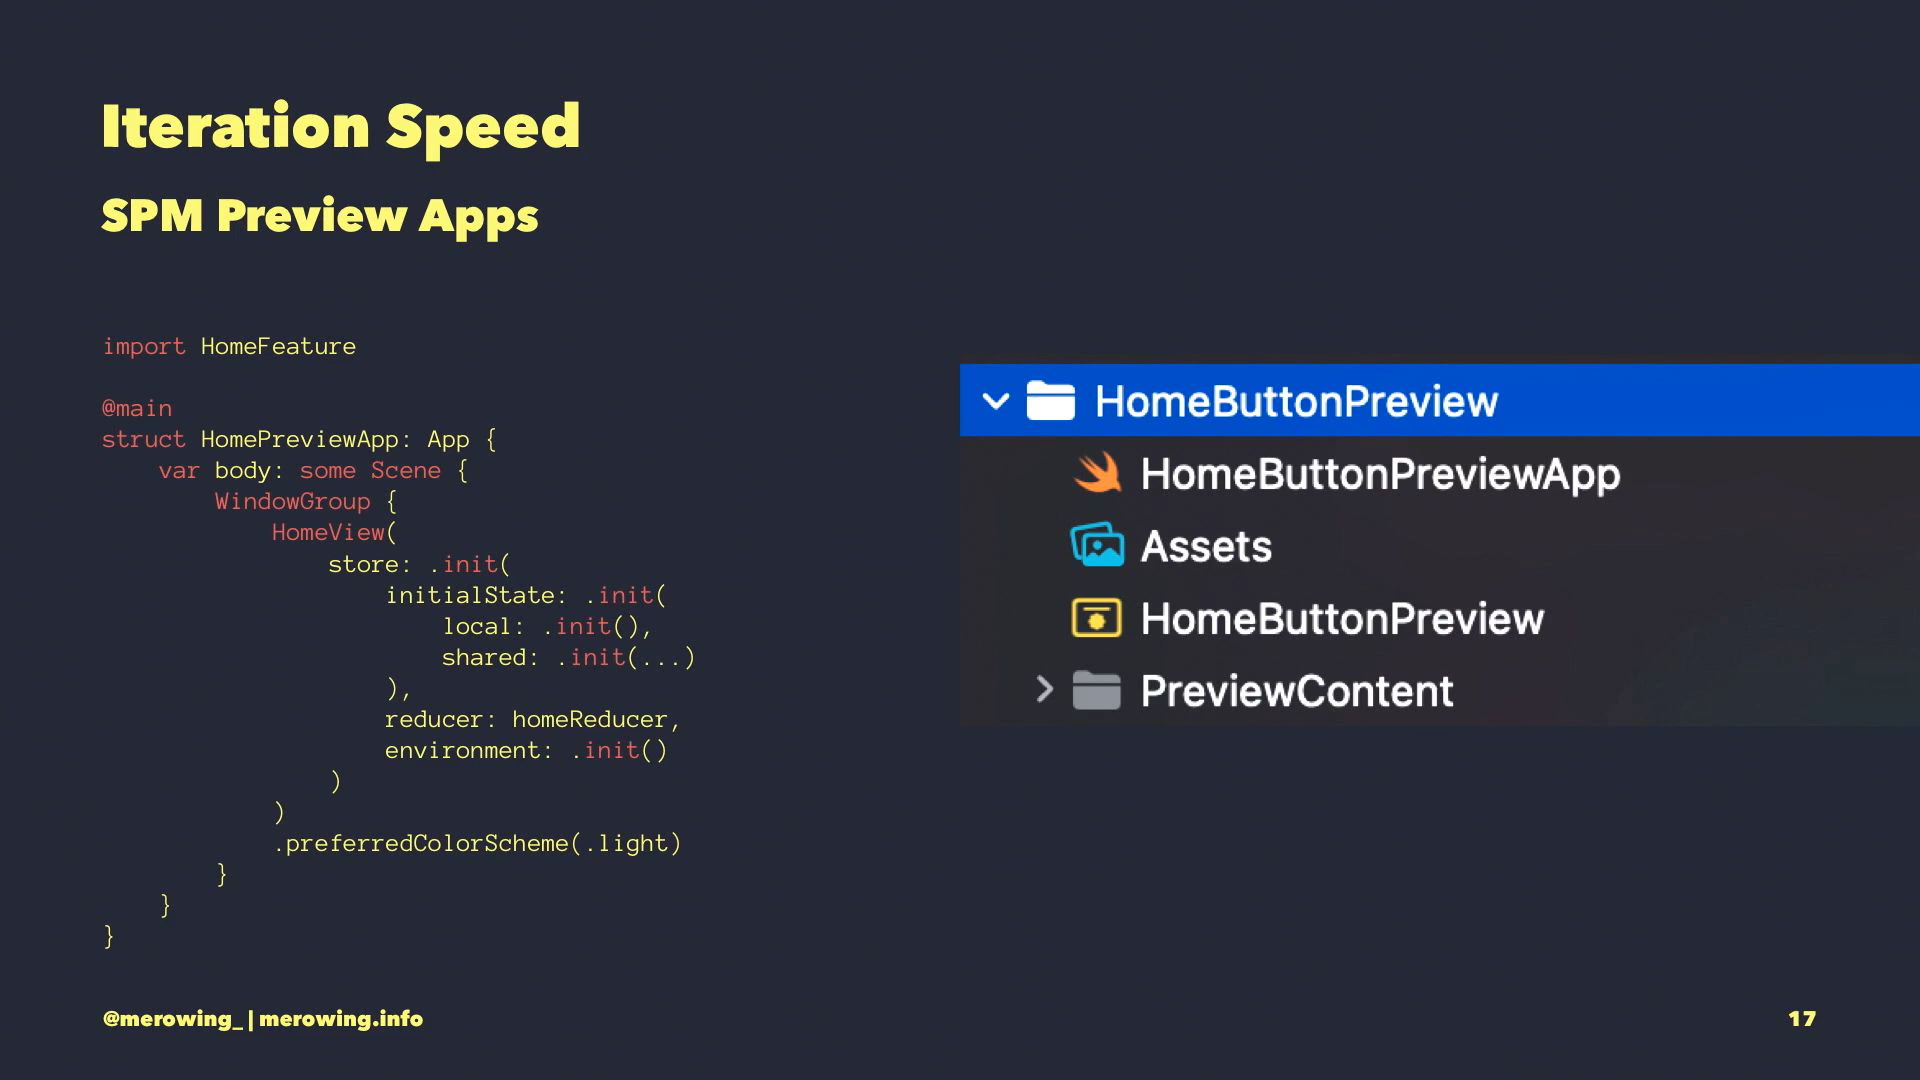 Iteration Speed
SPM Preview Apps
import HomeFeature
@main
struct HomePreviewApp: App {
    var body: some Scene {
        WindowGroup {
            HomeView(
                store: .init(
                    initialState: .init(
                        local: .init(),
                        shared: .init(...)
                    ),
                    reducer: homeReducer,
                    environment: .init()
                )
            )
            .preferredColorScheme(.light)
        }
    }
}
HomeButtonPreview
HomeButtonPreviewApp
Assets
HomeButtonPreview
PreviewContent
@merowing_ | merowing.info
17